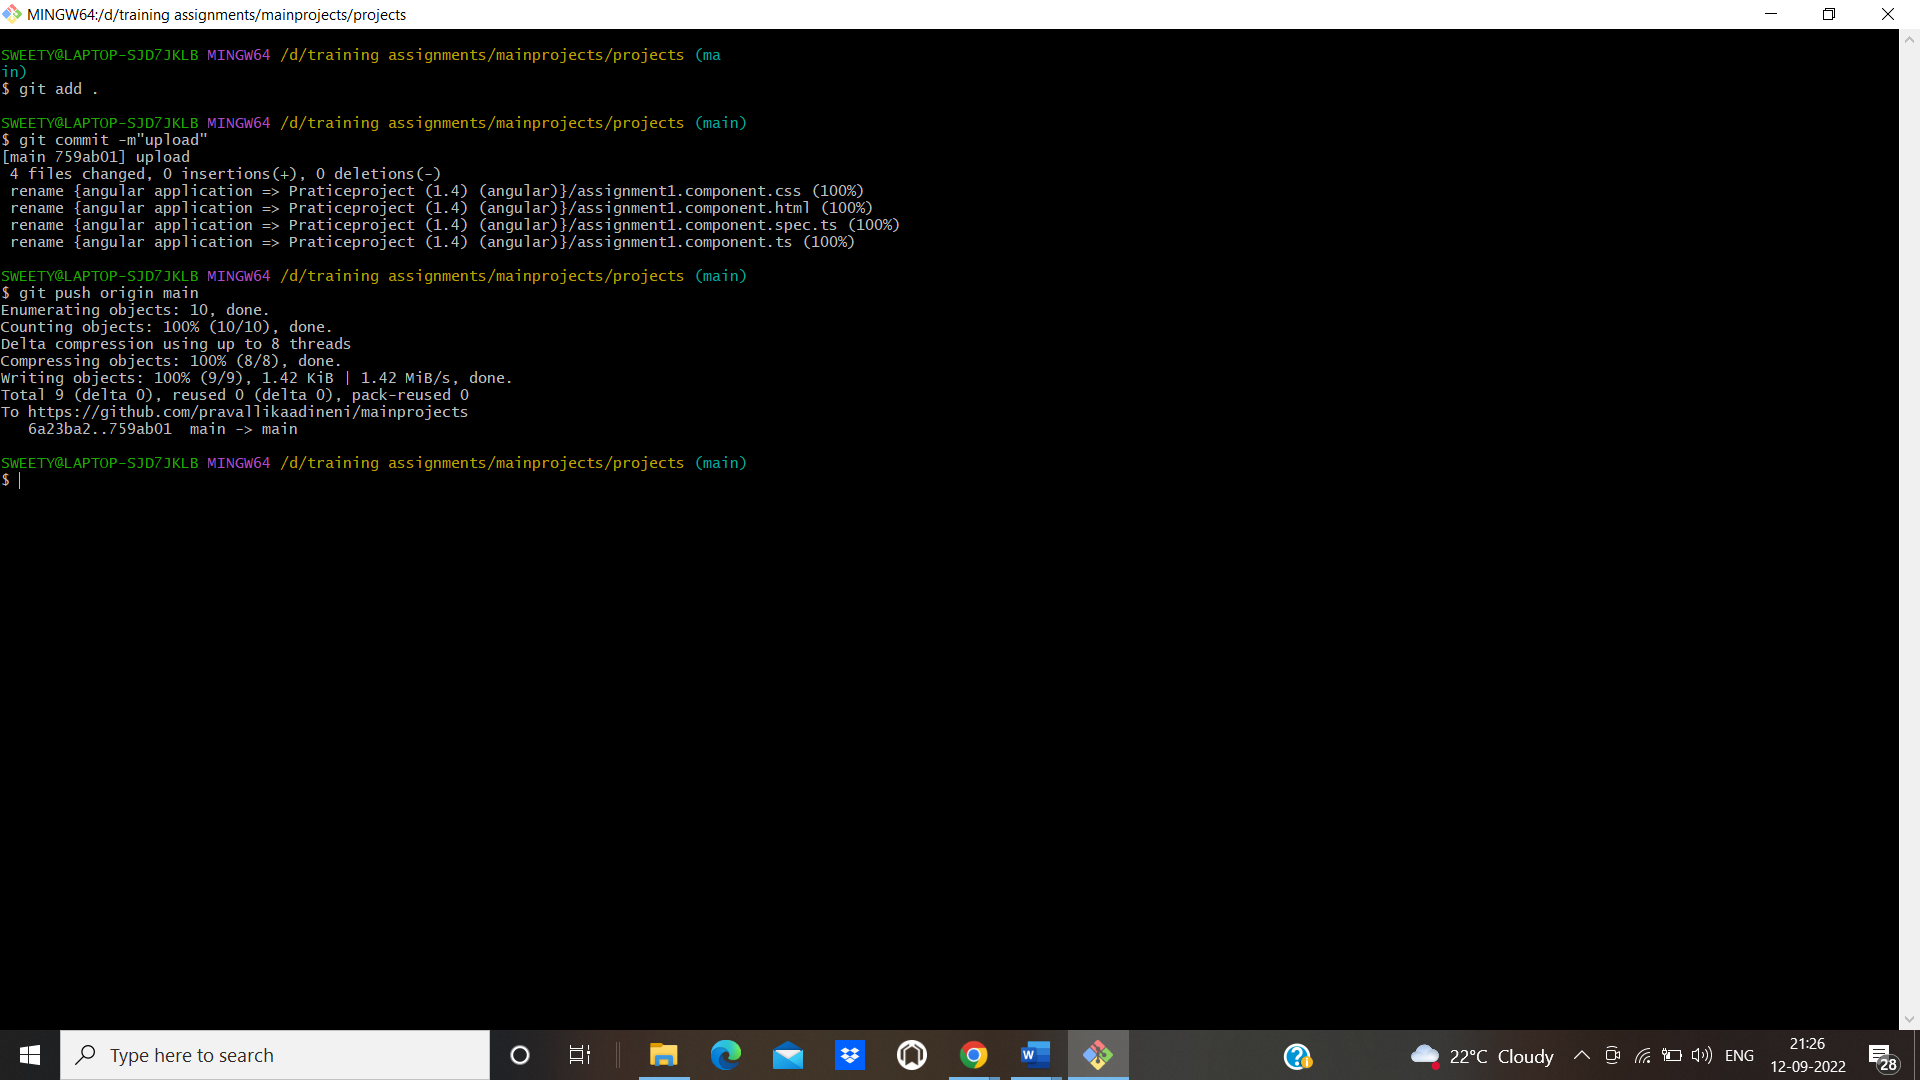 MINGW64:/d/training assignments/mainprojects/projects
SWEETY@LAPTOP-SJD7JKLB MINGW64 /d/training assignments/mainprojects/projects (ma
in)
$ git add .
SWEETY@LAPTOP-SJD7JKLB MINGW64 /d/training assignments/mainprojects/projects (main)
$ git commit -m"upload"
[main 759ab01] upload
 4 files changed, 0 insertions(+), 0 deletions(-)
 rename {angular application => Praticeproject (1.4) (angular)}/assignment1.component.css (100%)
 rename {angular application => Praticeproject (1.4) (angular)}/assignment1.component.html (100%)
 rename {angular application => Praticeproject (1.4) (angular)}/assignment1.component.spec.ts (100%)
 rename {angular application => Praticeproject (1.4) (angular)}/assignment1.component.ts (100%)
SWEETY@LAPTOP-SJD7JKLB MINGW64 /d/training assignments/mainprojects/projects (main)
$ git push origin main
Enumerating objects: 10, done.
Counting objects: 100% (10/10), done.
Delta compression using up to 8 threads
Compressing objects: 100% (8/8), done.
Writing objects: 100% (9/9), 1.42 KiB | 1.42 MiB/s, done.
Total 9 (delta 0), reused 0 (delta 0), pack-reused 0
To https://github.com/pravallikaadineni/mainprojects
   6a23ba2..759ab01  main -> main
SWEETY@LAPTOP-SJD7JKLB MINGW64 /d/training assignments/mainprojects/projects (main)
$
Type here to search
22°C Cloudy
ENG
21:26
12-09-2022
28